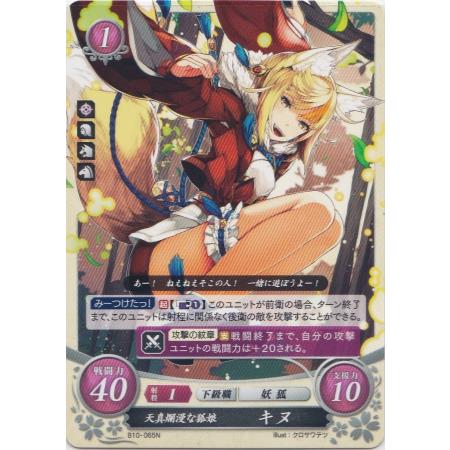 1
あー! ねえねえそこの人! 一緒に遊ぼうよー!
みーつけたっ! 起 【 1】このユニットが前衛の場合、ターン終了
まで、このユニットは射程に関係なく後衛の敵を攻撃することができる。
攻撃の紋章 支 戦闘終了まで、自分の攻撃
ユニットの戦闘力は+20される。
戦闘力 40
射程 1 下級職 妖狐
支援力 10
天真爛漫な狐娘 キヌ
B10-065N Illust：クロサワテツ